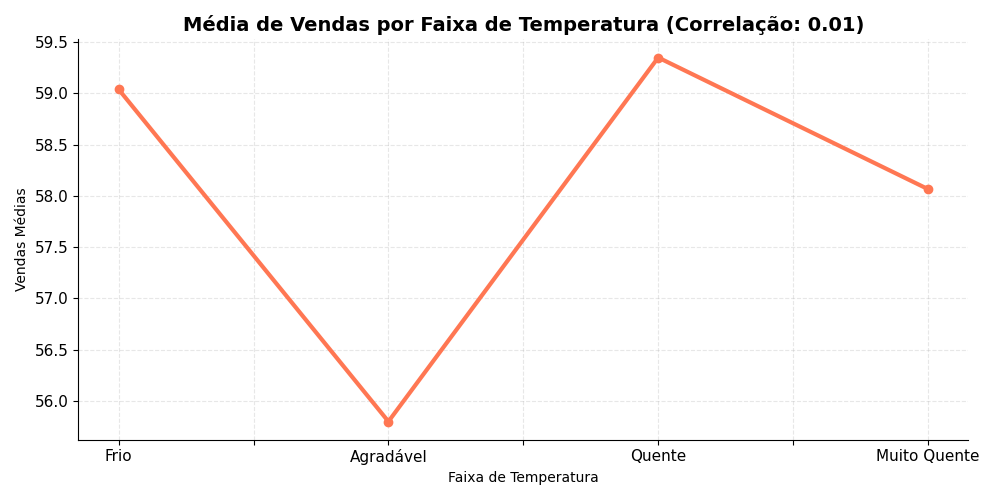 Média de Vendas por Faixa de Temperatura (Correlação: 0.01)
Vendas Médias
59.5
59.0
58.5
58.0
57.5
57.0
56.5
56.0
Frio
Agradável
Quente
Muito Quente
Faixa de Temperatura